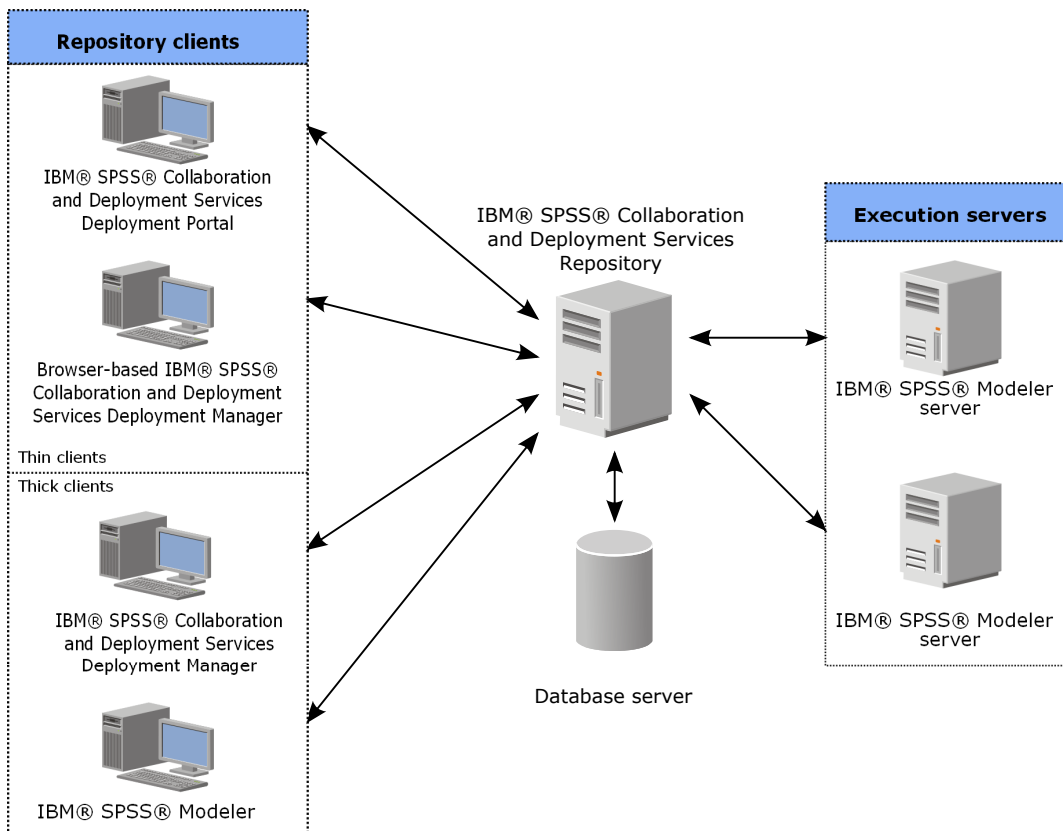 Repository clients
IBM® SPSS® Collaboration
and Deployment Services
Deployment Portal
Browser-based IBM® SPSS®
Collaboration and Deployment
Services Deployment Manager
Thin clients
Thick clients
IBM® SPSS® Collaboration
and Deployment Services
Deployment Manager
IBM® SPSS® Modeler
IBM® SPSS® Collaboration
and Deployment Services
Repository
Database server
Execution servers
IBM® SPSS® Modeler
server
IBM® SPSS® Modeler
server